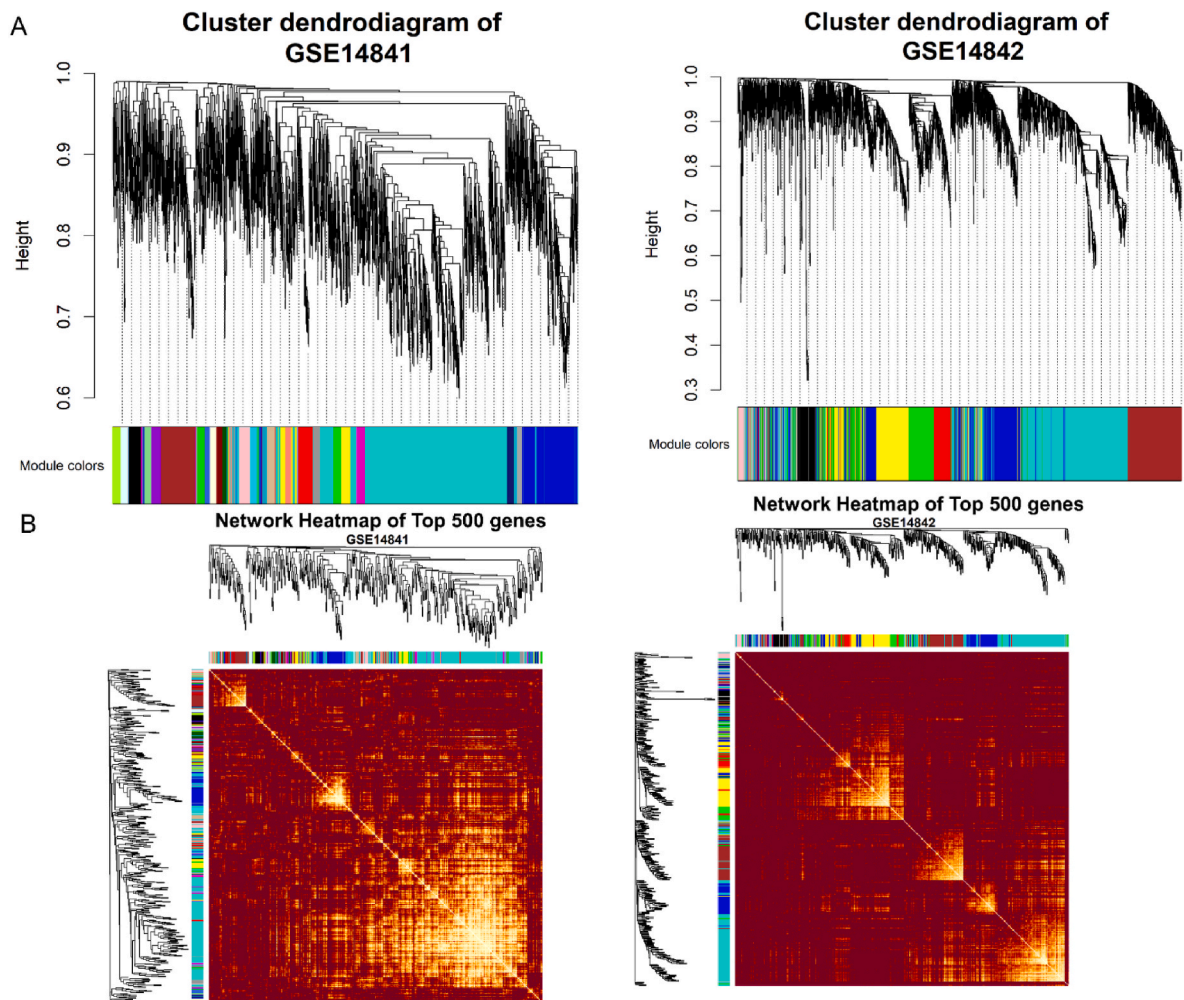 A
Cluster dendrodiagram of
GSE14841
Height
1.0
0.9
0.8
0.7
0.6
Module colors
Cluster dendrodiagram of
GSE14842
Height
1.0
0.9
0.8
0.7
0.6
0.5
0.4
0.3
Module colors
B
Network Heatmap of Top 500 genes
GSE14841
Network Heatmap of Top 500 genes
GSE14842